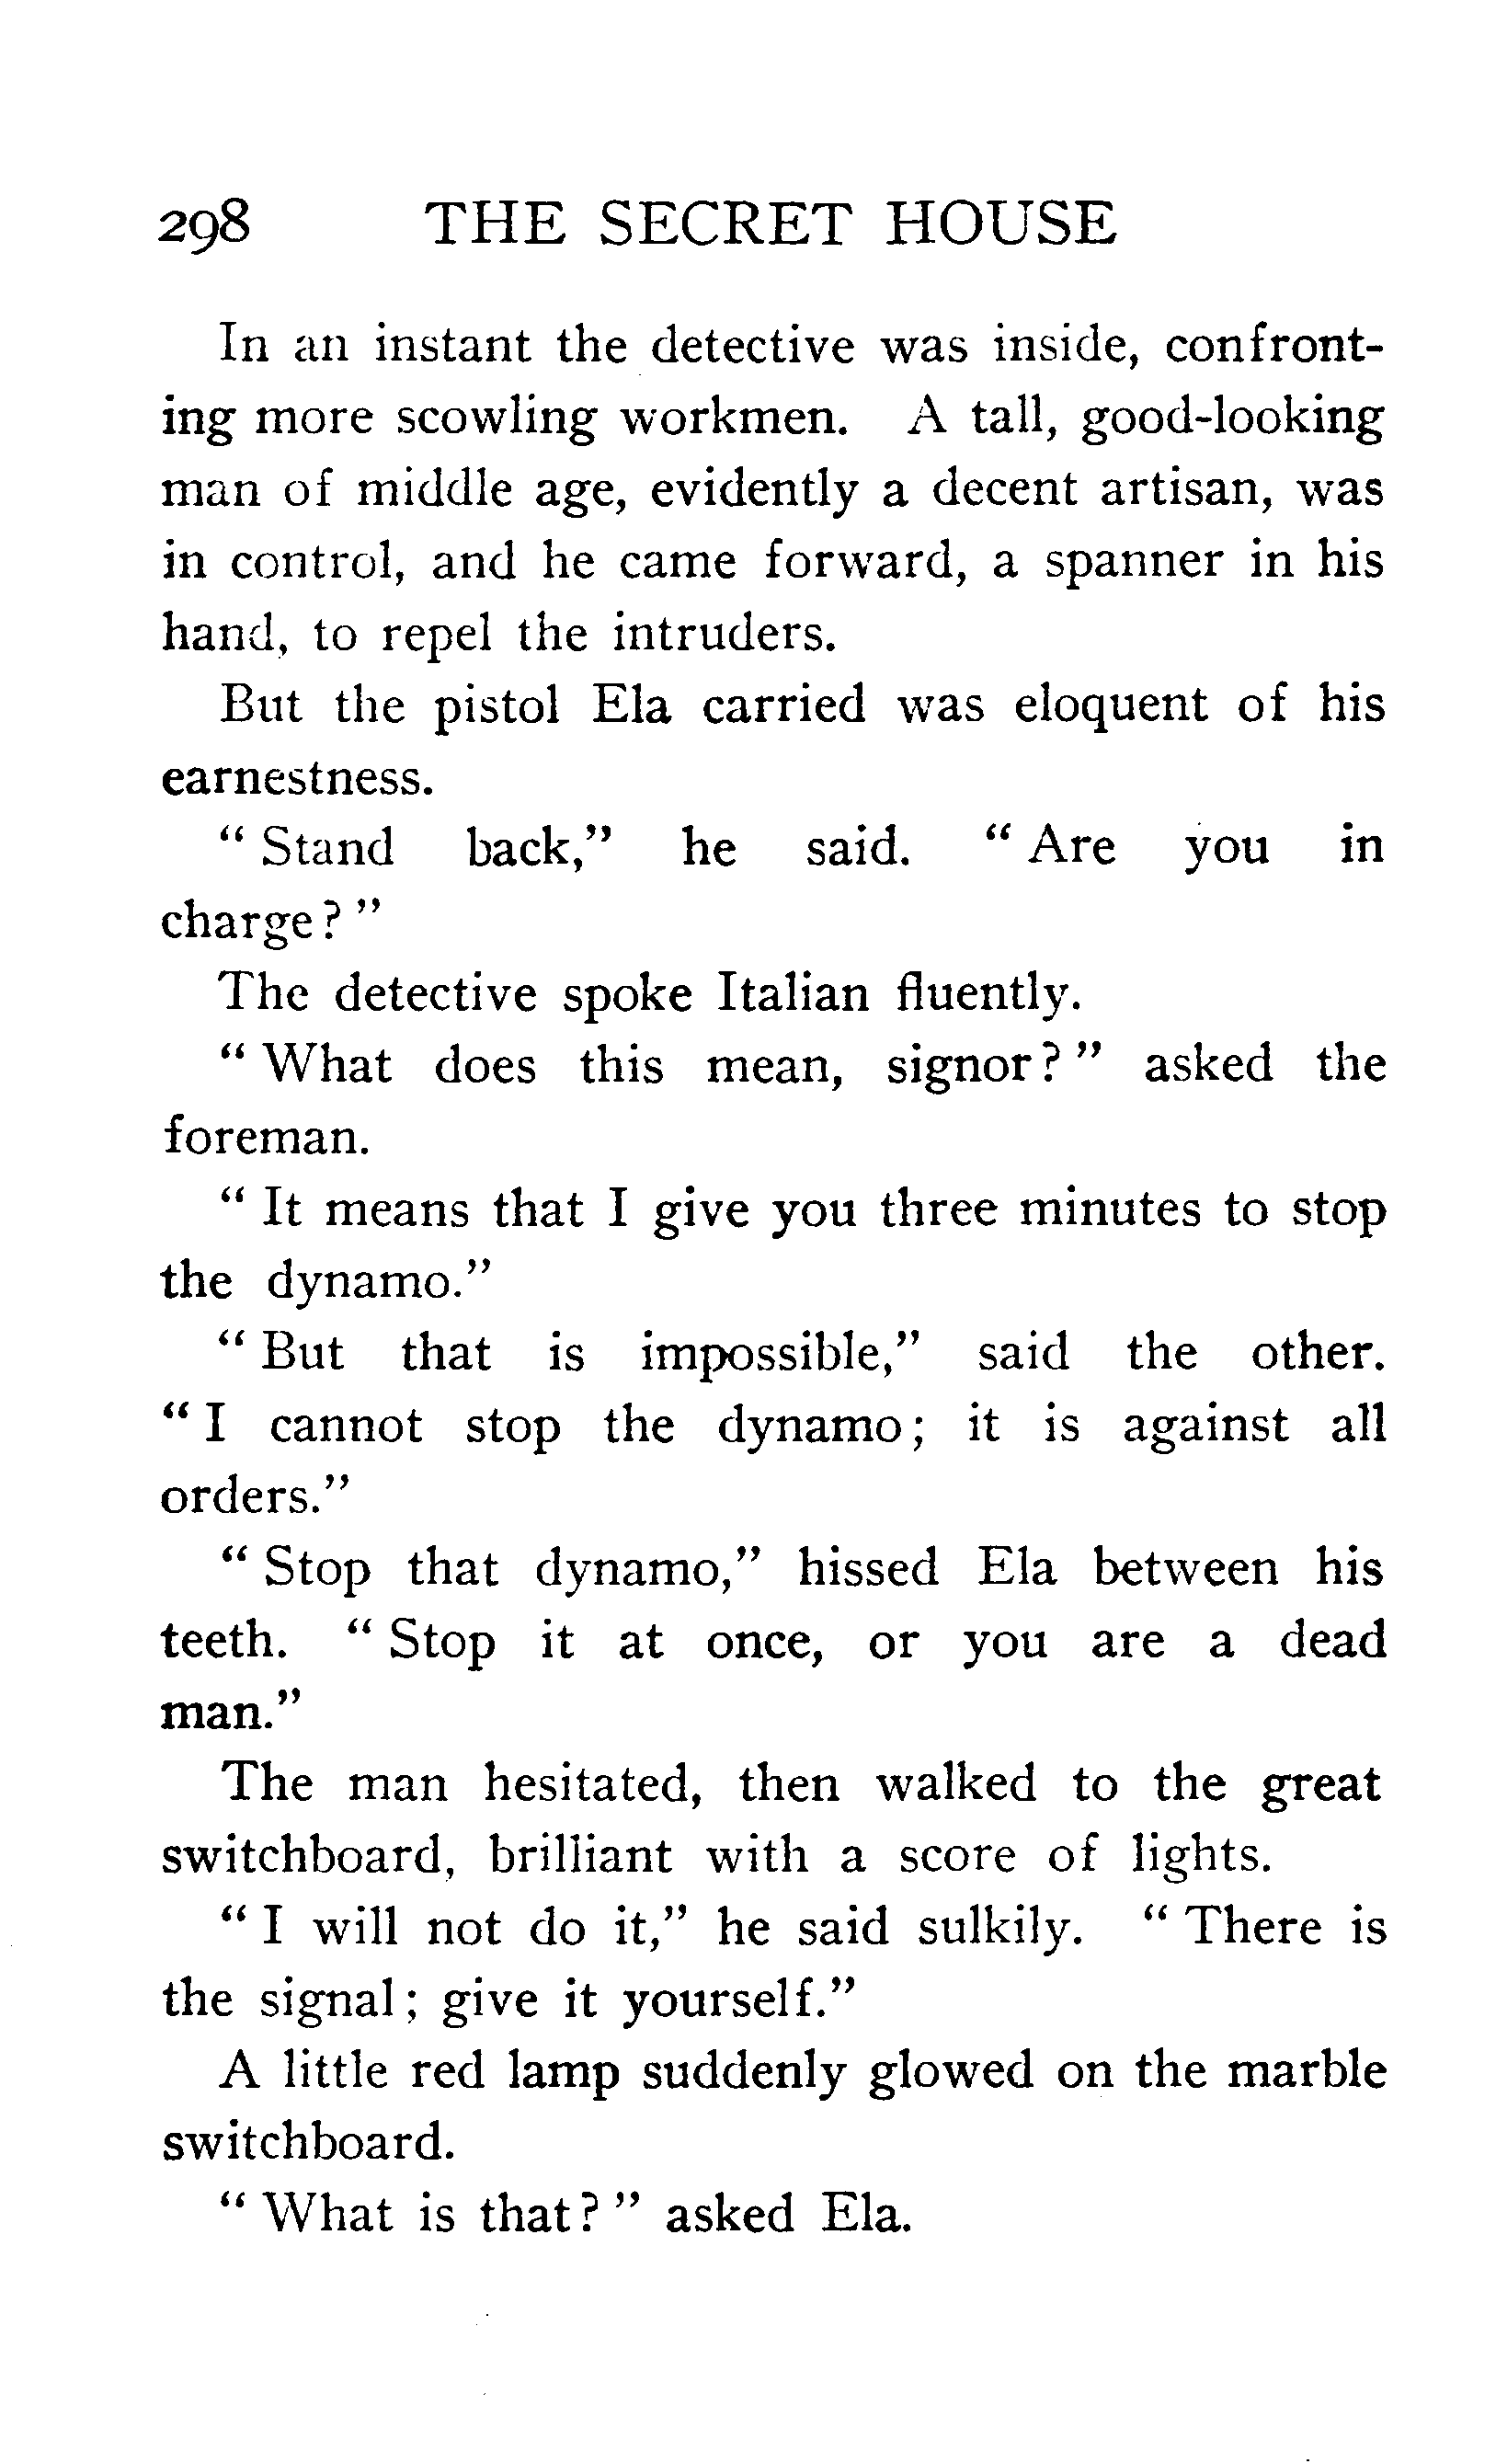 298 THE SECRET HOUSE
In an instant the detective was inside, confront-
ing more scowling workmen. A tall, good-looking
man of middle age, evidently a decent artisan, was
in control, and he came forward, a spanner in his
hand, to repel the intruders.
But the pistol Ela carried was eloquent of his
earnestness.
“ Stand back,” he said. “ Are you in
charge ? ”
The detective spoke Italian fluently.
“ What does this mean, signor ? ” asked the
foreman.
“ It means that I give you three minutes to stop
the dynamo.”
“ But that is impossible,” said the other.
“ I cannot stop the dynamo ; it is against all
orders.”
“ Stop that dynamo,” hissed Ela between his
teeth. “ Stop it at once, or you are a dead
man.”
The man hesitated, then walked to the great
switchboard, brilliant with a score of lights.
“ I will not do it,” he said sulkily. “ There is
the signal ; give it yourself.”
A little red lamp suddenly glowed on the marble
switchboard.
“ What is that ? ” asked Ela.